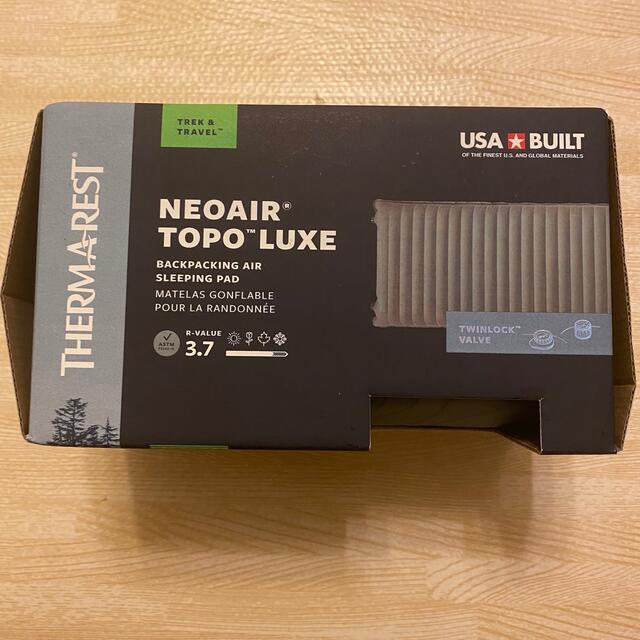 THERMAREST®
TREK &
TRAVEL™
USA BUILT
OF THE FINEST U.S. AND GLOBAL MATERIALS
NEOAIR®
TOPO™ LUXE
BACKPACKING AIR
SLEEPING PAD
MATELAS GONFLABLE
POUR LA RANDONNÉE
ASTM
R-VALUE
3.7
TWINLOCK™
VALVE